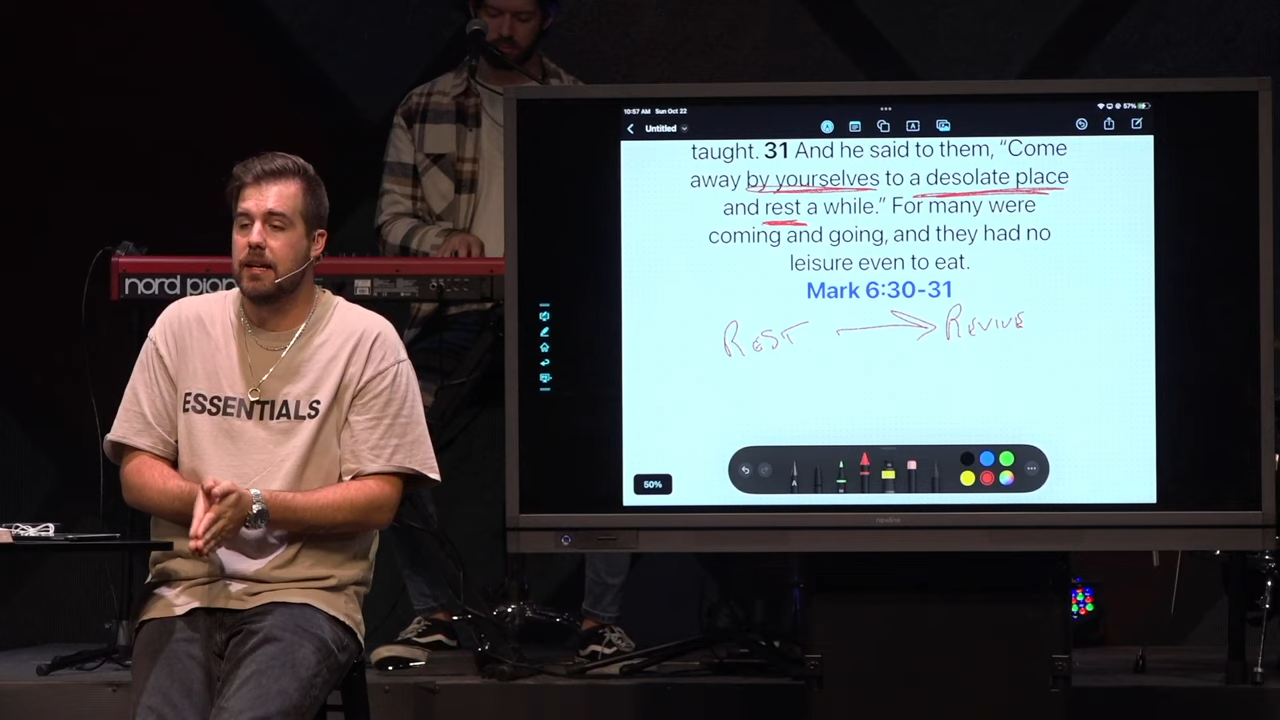 10:57 AM Sun Oct 22
57%
Untitled
taught. 31 And he said to them, “Come
away by yourselves to a desolate place
and rest a while.” For many were
coming and going, and they had no
leisure even to eat.
Mark 6:30-31
REST → REVIVE
50%
newline
nord piano
ESSENTIALS